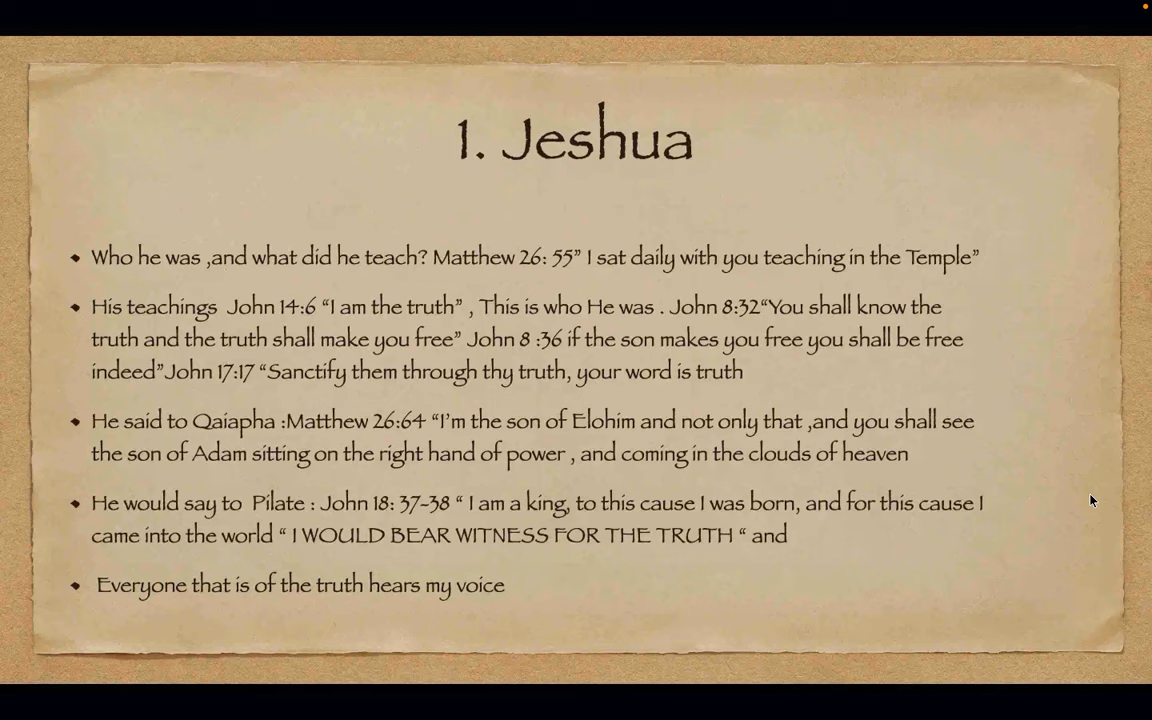 1. Jeshua
• Who he was ,and what did he teach? Matthew 26: 55” I sat daily with you teaching in the Temple”
• His teachings  John 14:6 “I am the truth” , This is who He was . John 8:32“You shall know the
truth and the truth shall make you free” John 8 :36 if the son makes you free you shall be free
indeed”John 17:17 “Sanctify them through thy truth, your word is truth
• He said to Qaiapha :Matthew 26:64 “I’m the son of Elohim and not only that ,and you shall see
the son of Adam sitting on the right hand of power , and coming in the clouds of heaven
• He would say to  Pilate : John 18: 37-38 “ I am a king, to this cause I was born, and for this cause I
came into the world “ I WOULD BEAR WITNESS FOR THE TRUTH “ and
• Everyone that is of the truth hears my voice